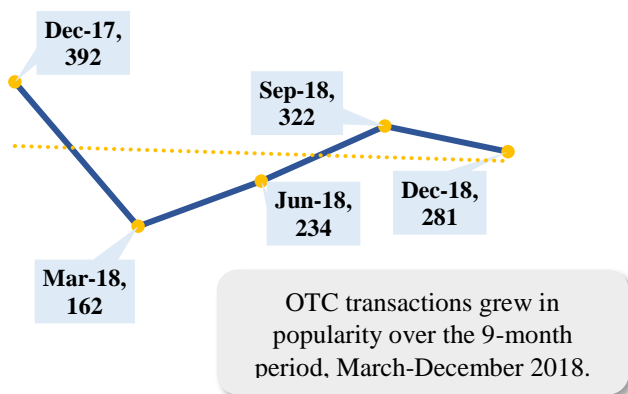 Dec-17,
392
Sep-18,
322
Jun-18,
234
Dec-18,
281
Mar-18,
162
OTC transactions grew in
popularity over the 9-month
period, March-December 2018.